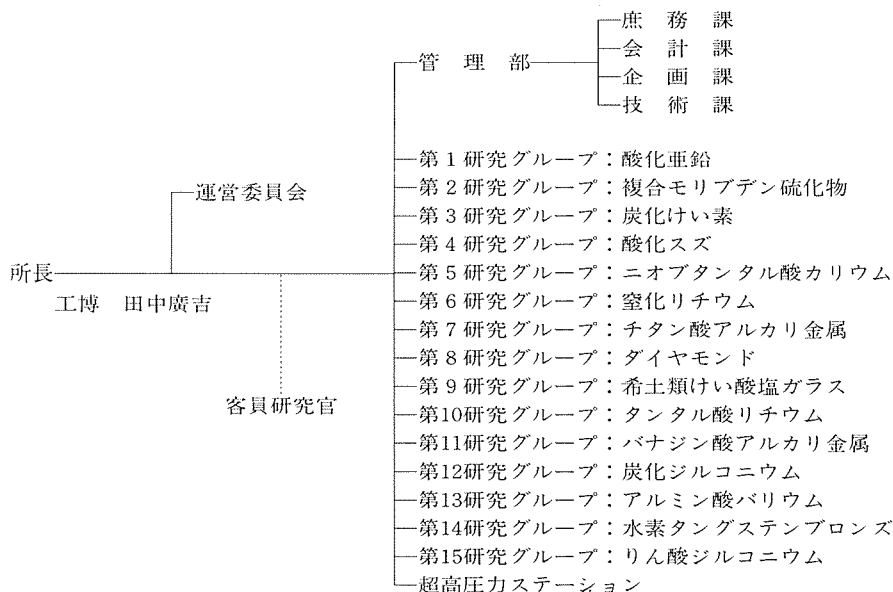 庶務課
会計課
管理部
企画課
技術課
第1研究グループ：酸化亜鉛
運営委員会
第2研究グループ：複合モリブデン硫化物
第3研究グループ：炭化けい素
第4研究グループ：酸化スズ
所長
第5研究グループ：ニオブタンタル酸カリウム
工博 田中廣吉
第6研究グループ：窒化リチウム
第7研究グループ：チタン酸アルカリ金属
第8研究グループ：ダイヤモンド
客員研究官
第9研究グループ：希土類けい酸塩ガラス
第10研究グループ：タンタル酸リチウム
第11研究グループ：バナジン酸アルカリ金属
第12研究グループ：炭化ジルコニウム
第13研究グループ：アルミン酸バリウム
第14研究グループ：水素タングステンブロンズ
第15研究グループ：りん酸ジルコニウム
超高圧力ステーション